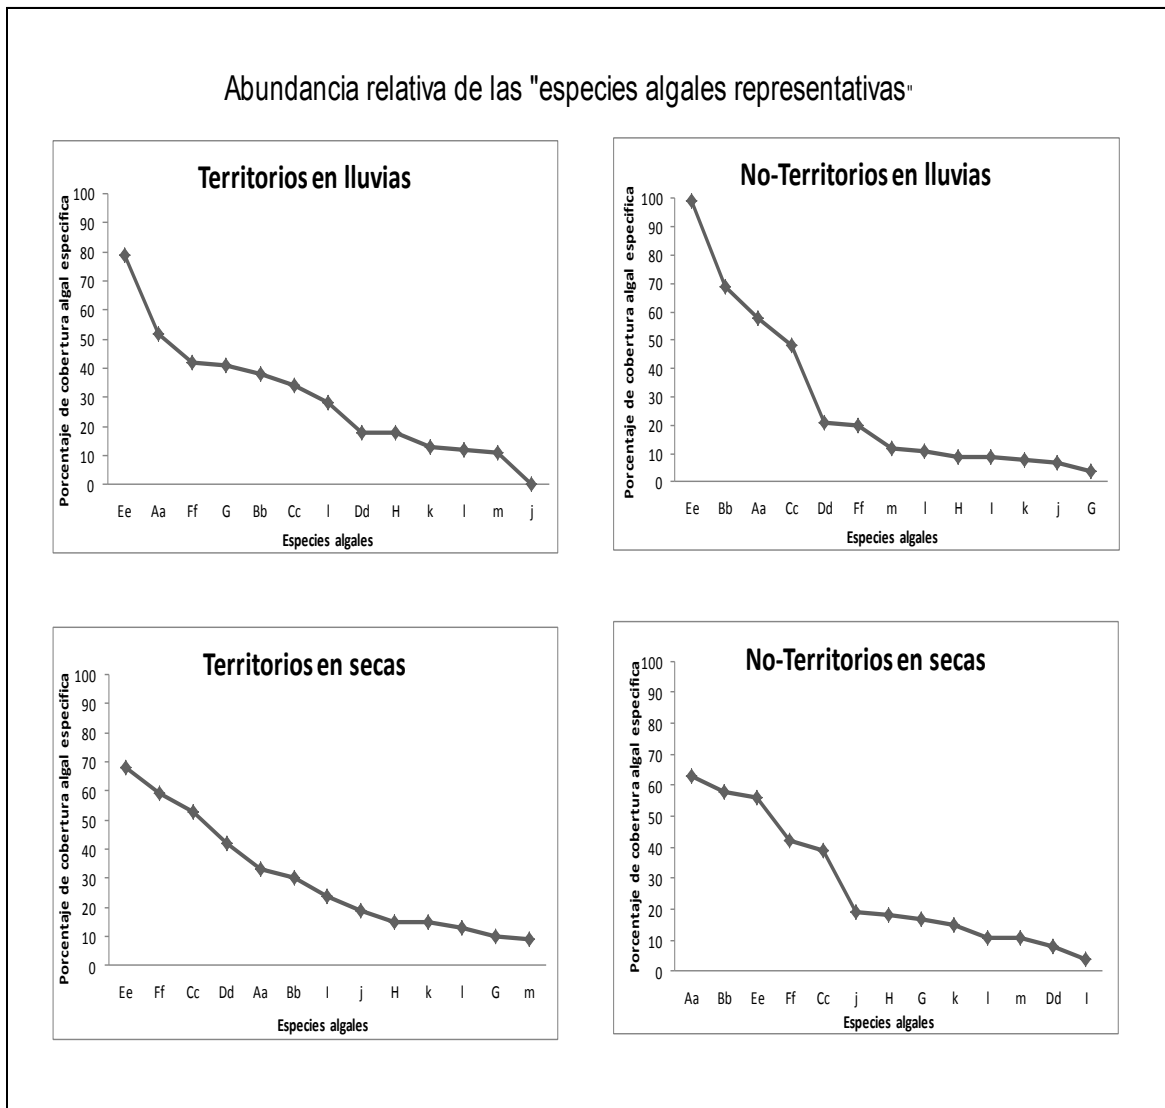 Abundancia relativa de las "especies algales representativas"
Territorios en lluvias
Porcentaje de cobertura algal especifica
100
90
80
70
60
50
40
30
20
10
0
Ee Aa Ff G Bb Cc l Dd H k l m j
Especies algales
No-Territorios en lluvias
Porcentaje de cobertura algal especifica
100
90
80
70
60
50
40
30
20
10
0
Ee Bb Aa Cc Dd Ff m l H I k j G
Especies algales
Territorios en secas
Porcentaje de cobertura algal especifica
100
90
80
70
60
50
40
30
20
10
0
Ee Ff Cc Dd Aa Bb I j H k l G m
Especies algales
No-Territorios en secas
Porcentaje de cobertura algal especifica
100
90
80
70
60
50
40
30
20
10
0
Aa Bb Ee Ff Cc j H G k l m Dd I
Especies algales